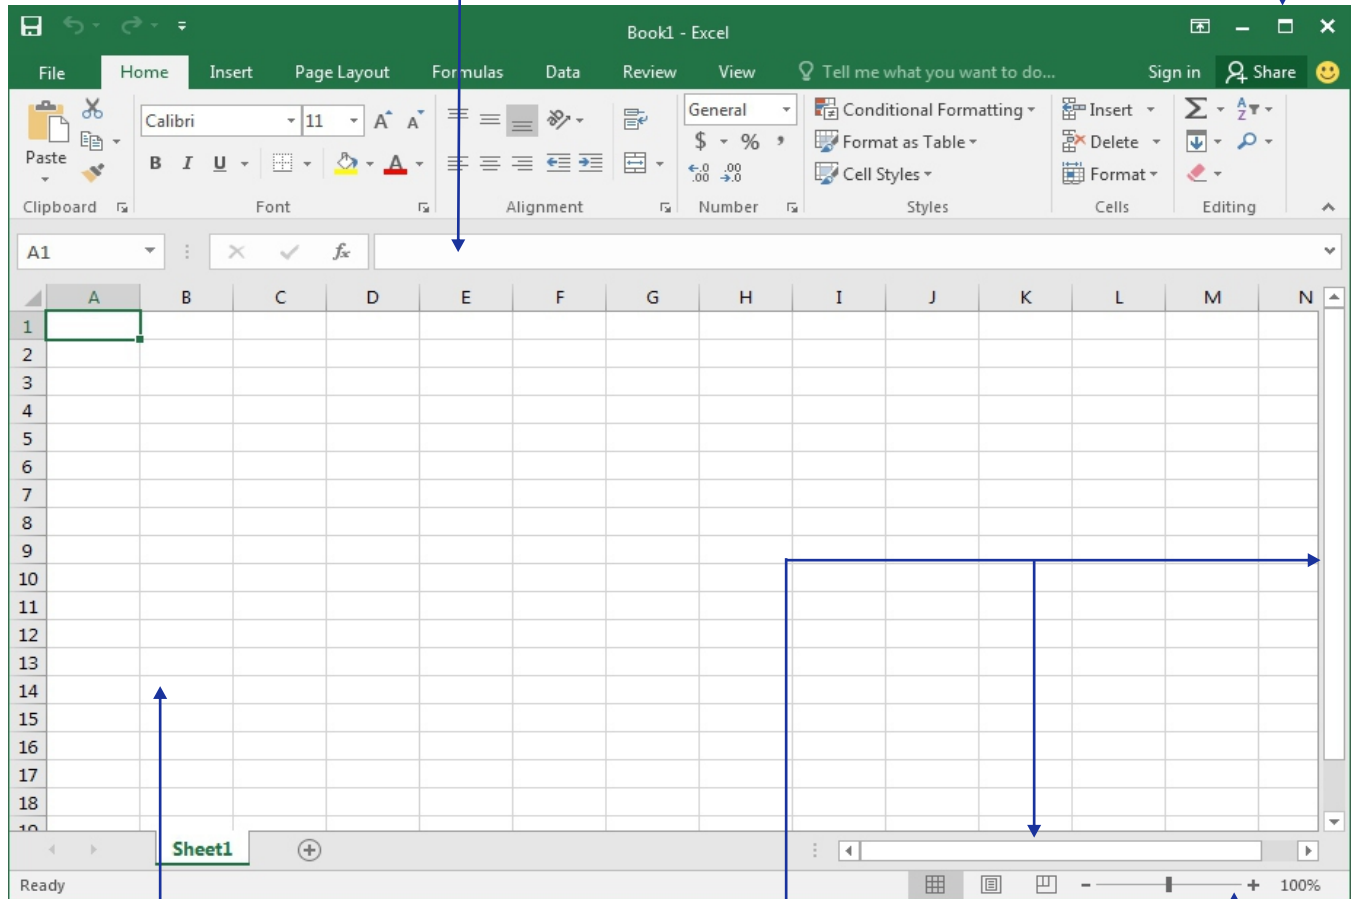 Book1 - Excel
File Home Insert Page Layout Formulas Data Review View Tell me what you want to do... Sign in Share
Calibri 11 General Conditional Formatting Insert
Paste B I U $ % Format as Table Delete
Cell Styles Format
Clipboard Font Alignment Number Styles Cells Editing
A1 fx
A B C D E F G H I J K L M N
1
2
3
4
5
6
7
8
9
10
11
12
13
14
15
16
17
18
19
Sheet1
Ready 100%